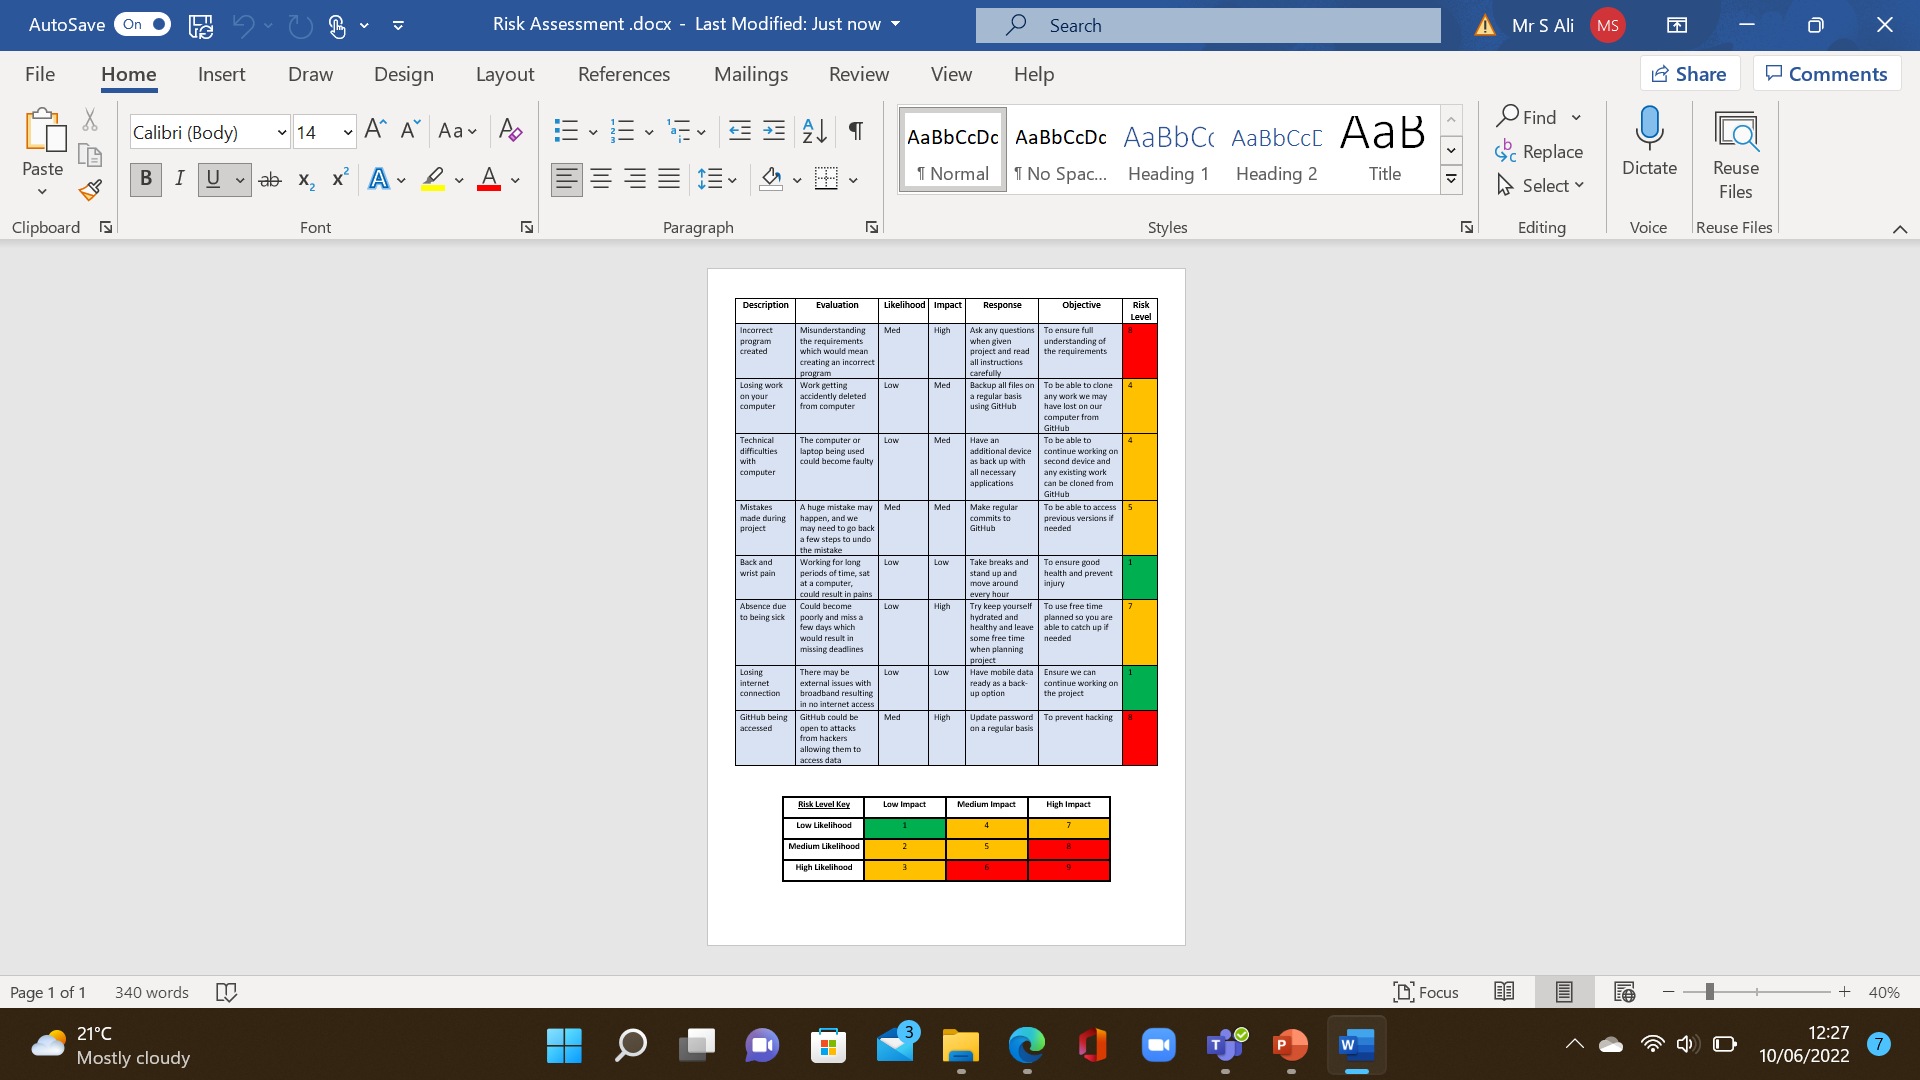 AutoSave On Risk Assessment .docx - Last Modified: Just now Search Mr S Ali MS
File Home Insert Draw Design Layout References Mailings Review View Help Share Comments
Paste
Calibri (Body) 14 Aa
B I U ab x₂ x² A A
AaBbCcDc ¶ Normal
AaBbCcDc ¶ No Spac...
AaBbC Heading 1
AaBbCcD Heading 2
AaB Title
Find
Replace
Select
Dictate
Reuse
Files
Clipboard Font Paragraph Styles Editing Voice Reuse Files
Description Evaluation Likelihood Impact Response Objective Risk
Level
Incorrect
program
created
Misunderstanding
the requirements
which would mean
creating an incorrect
program
Med
High
Ask any questions
when given
project and read
all instructions
carefully
To ensure full
understanding of
the requirements
8
Losing work
on your
computer
Work getting
accidently deleted
from computer
Low
Med
Backup all files on
a regular basis
using GitHub
To be able to clone
any work we may
have lost on our
computer from
GitHub
4
Technical
difficulties
with
computer
The computer or
laptop being used
could become faulty
Low
Med
Have an
additional device
as back up with
all necessary
applications
To be able to
continue working on
second device and
any existing work
can be cloned from
GitHub
4
Mistakes
made during
project
A huge mistake may
happen, and we
may need to go back
a few steps to undo
the mistake
Med
Med
Make regular
commits to
GitHub
To be able to access
previous versions if
needed
5
Back and
wrist pain
Working for long
periods of time, sat
at a computer,
could result in pains
Low
Low
Take breaks and
stand up and
move around
every hour
To ensure good
health and prevent
injury
1
Absence due
to being sick
Could become
poorly and miss a
few days which
would result in
missing deadlines
Low
High
Try keep yourself
hydrated and
healthy and leave
some free time
when planning
project
To use free time
planned so you are
able to catch up if
needed
7
Losing
internet
connection
There may be
external issues with
broadband resulting
in no internet access
Low
Low
Have mobile data
ready as a back-
up option
Ensure we can
continue working on
the project
1
GitHub being
accessed
GitHub could be
open to attacks
from hackers
allowing them to
access data
Med
High
Update password
on a regular basis
To prevent hacking
8
Risk Level Key Low Impact Medium Impact High Impact
Low Likelihood 1 4 7
Medium Likelihood 2 5 8
High Likelihood 3 6 9
Page 1 of 1 340 words Focus 40%
21°C
Mostly cloudy
3
12:27
10/06/2022
7